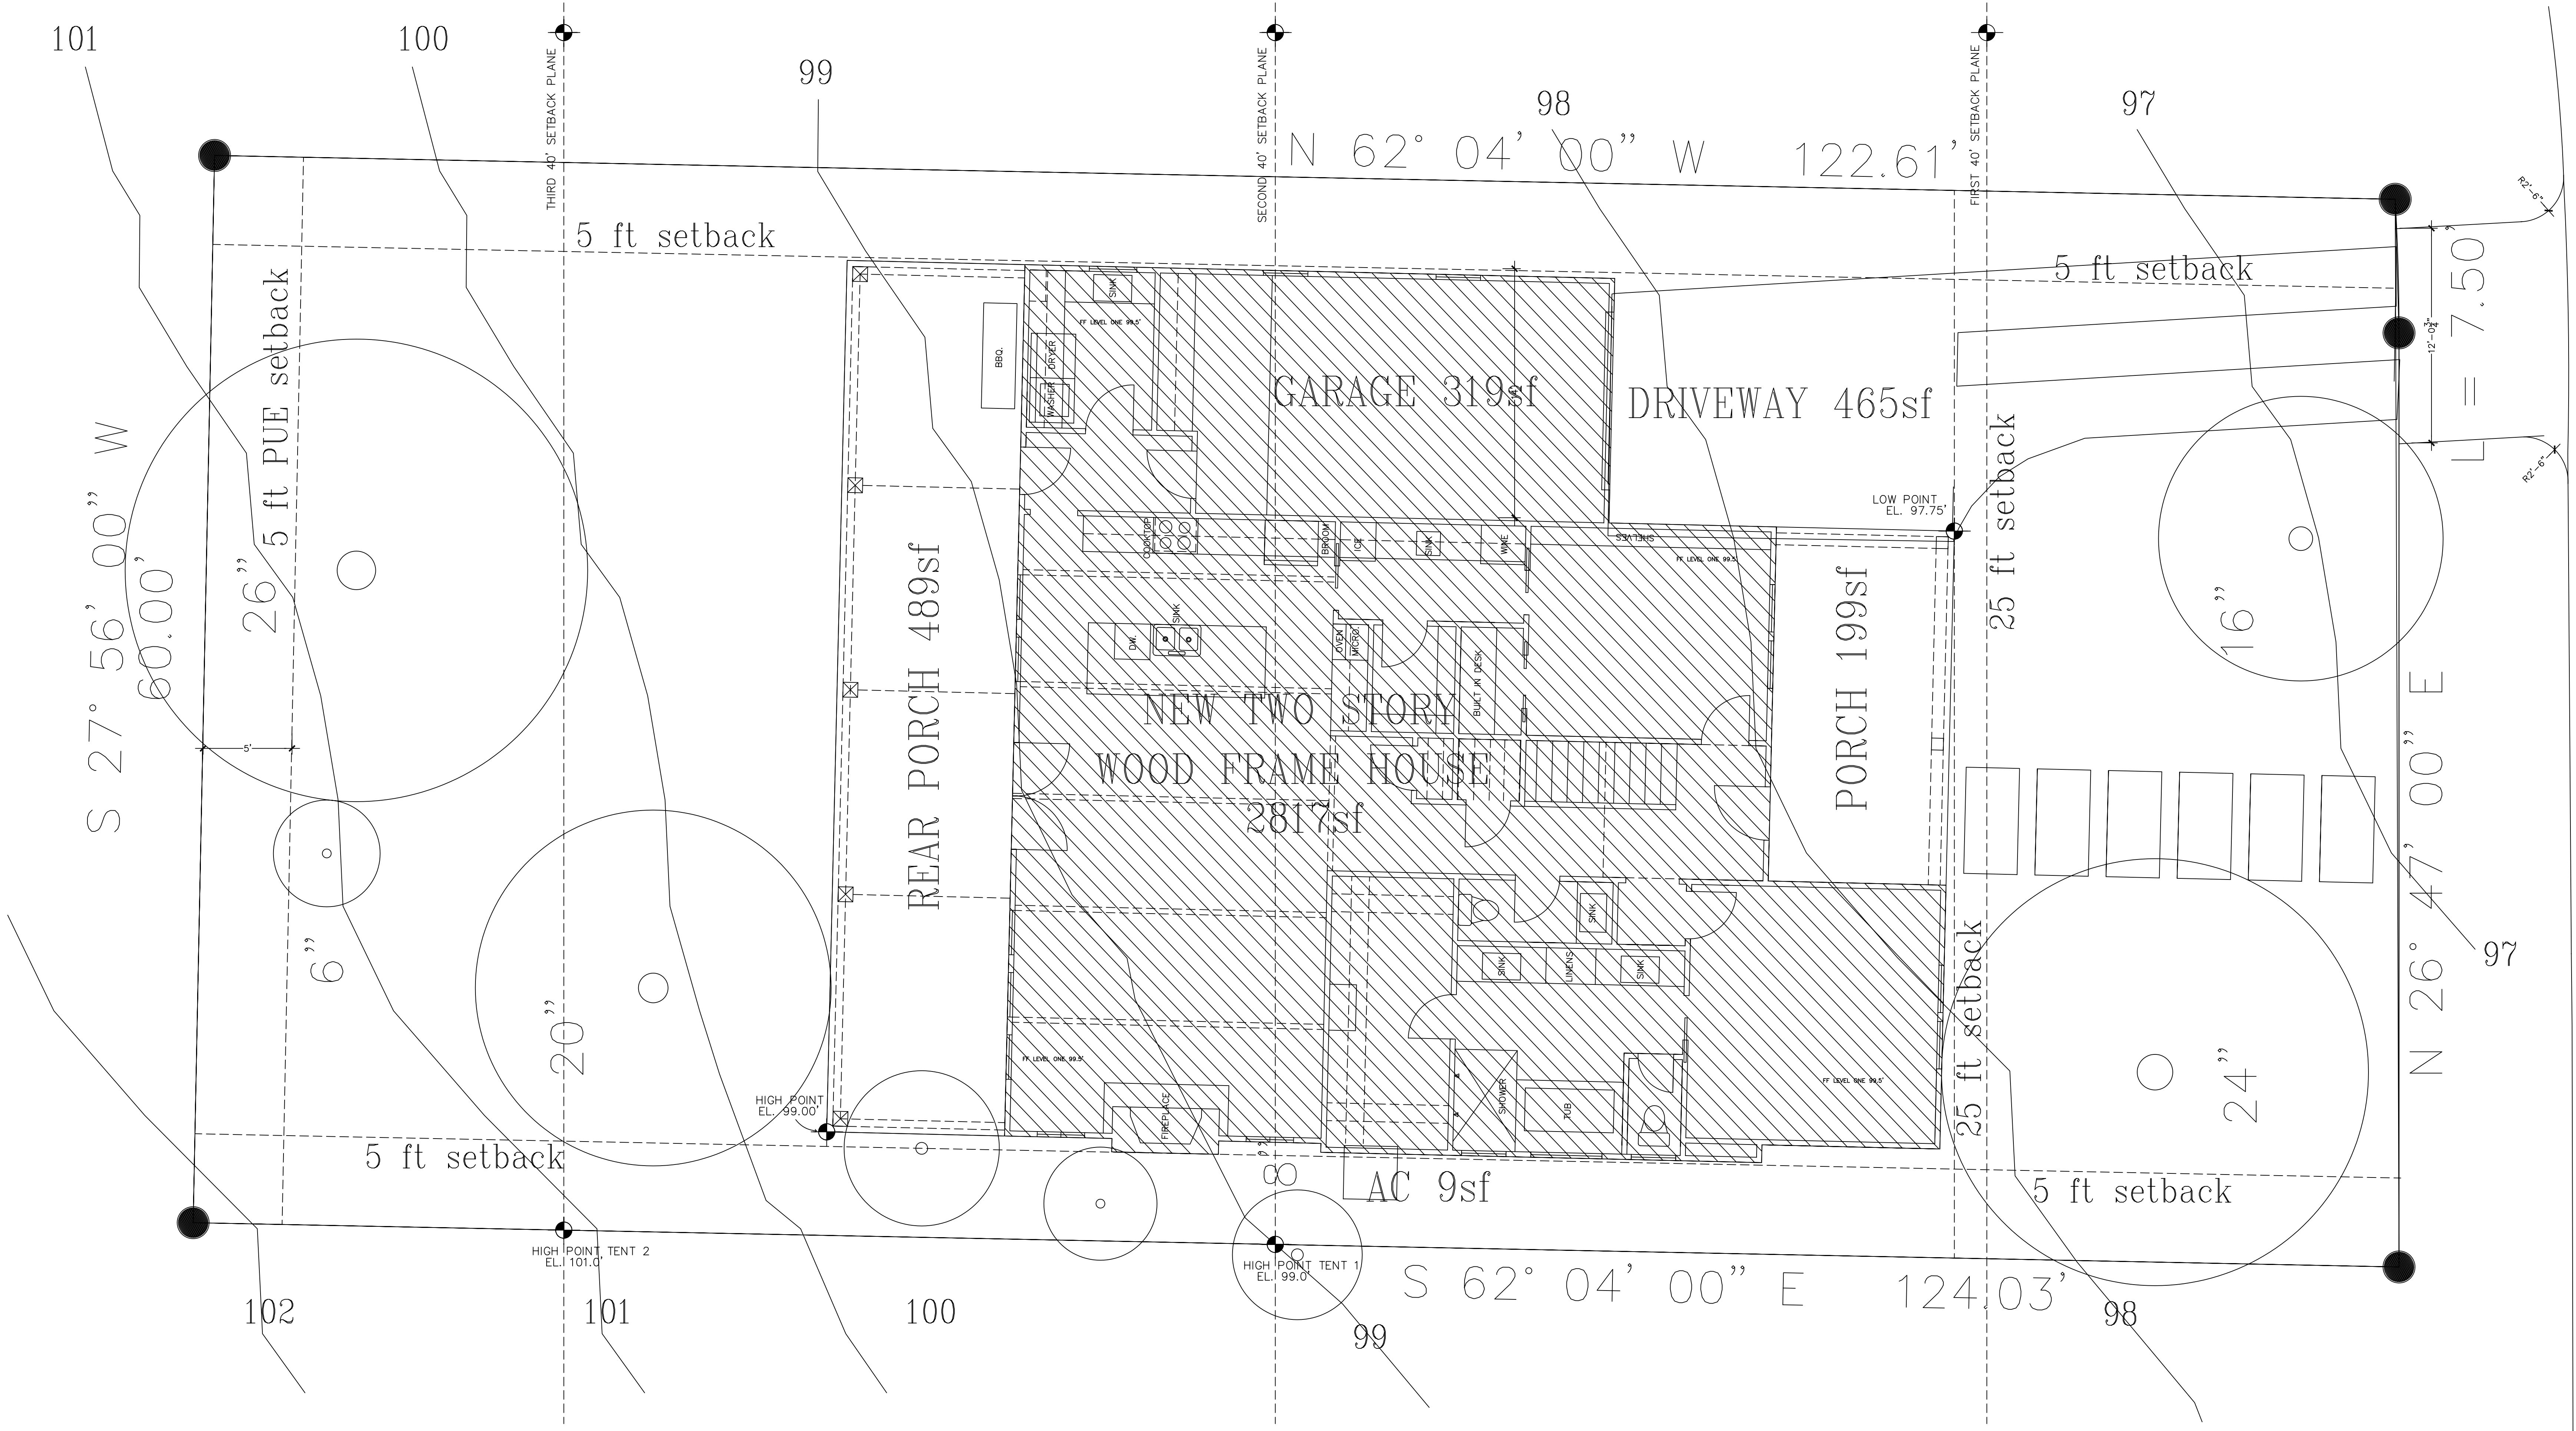 101
100
99
98
97
THIRD 40' SETBACK PLANE
SECOND 40' SETBACK PLANE
FIRST 40' SETBACK PLANE
N 62° 04' 00" W 122.61'
R2'-6"
5 ft setback
5 ft setback
5 ft PUE setback
S 27° 56' 00" W
60.00'
26"
5'
6"
20"
BBQ.
SINK
FF LEVEL ONE 99.5'
DRYER
WASHER
GARAGE 319sf
DRIVEWAY 465sf
L = 7.50'
R2'-6"
25 ft setback
LOW POINT
EL. 97.75'
COOKTOP
BROOM
ICE
SINK
WINE
SHELVES
FF LEVEL ONE 99.5'
REAR PORCH 489sf
D.W.
SINK
OVEN
MICRO.
BUILT IN DESK
PORCH 199sf
16"
NEW TWO STORY
WOOD FRAME HOUSE
2817sf
N 26° 47' 00" E
SINK
SINK
LINENS
SINK
25 ft setback
97
24"
FF LEVEL ONE 99.5'
FIREPLACE
SHOWER
TUB
FF LEVEL ONE 99.5'
HIGH POINT
EL. 99.00'
5 ft setback
8"
AC 9sf
5 ft setback
HIGH POINT TENT 2
EL. 101.0'
HIGH POINT TENT 1
EL. 99.0'
S 62° 04' 00" E 124.03'
102
101
100
99
98